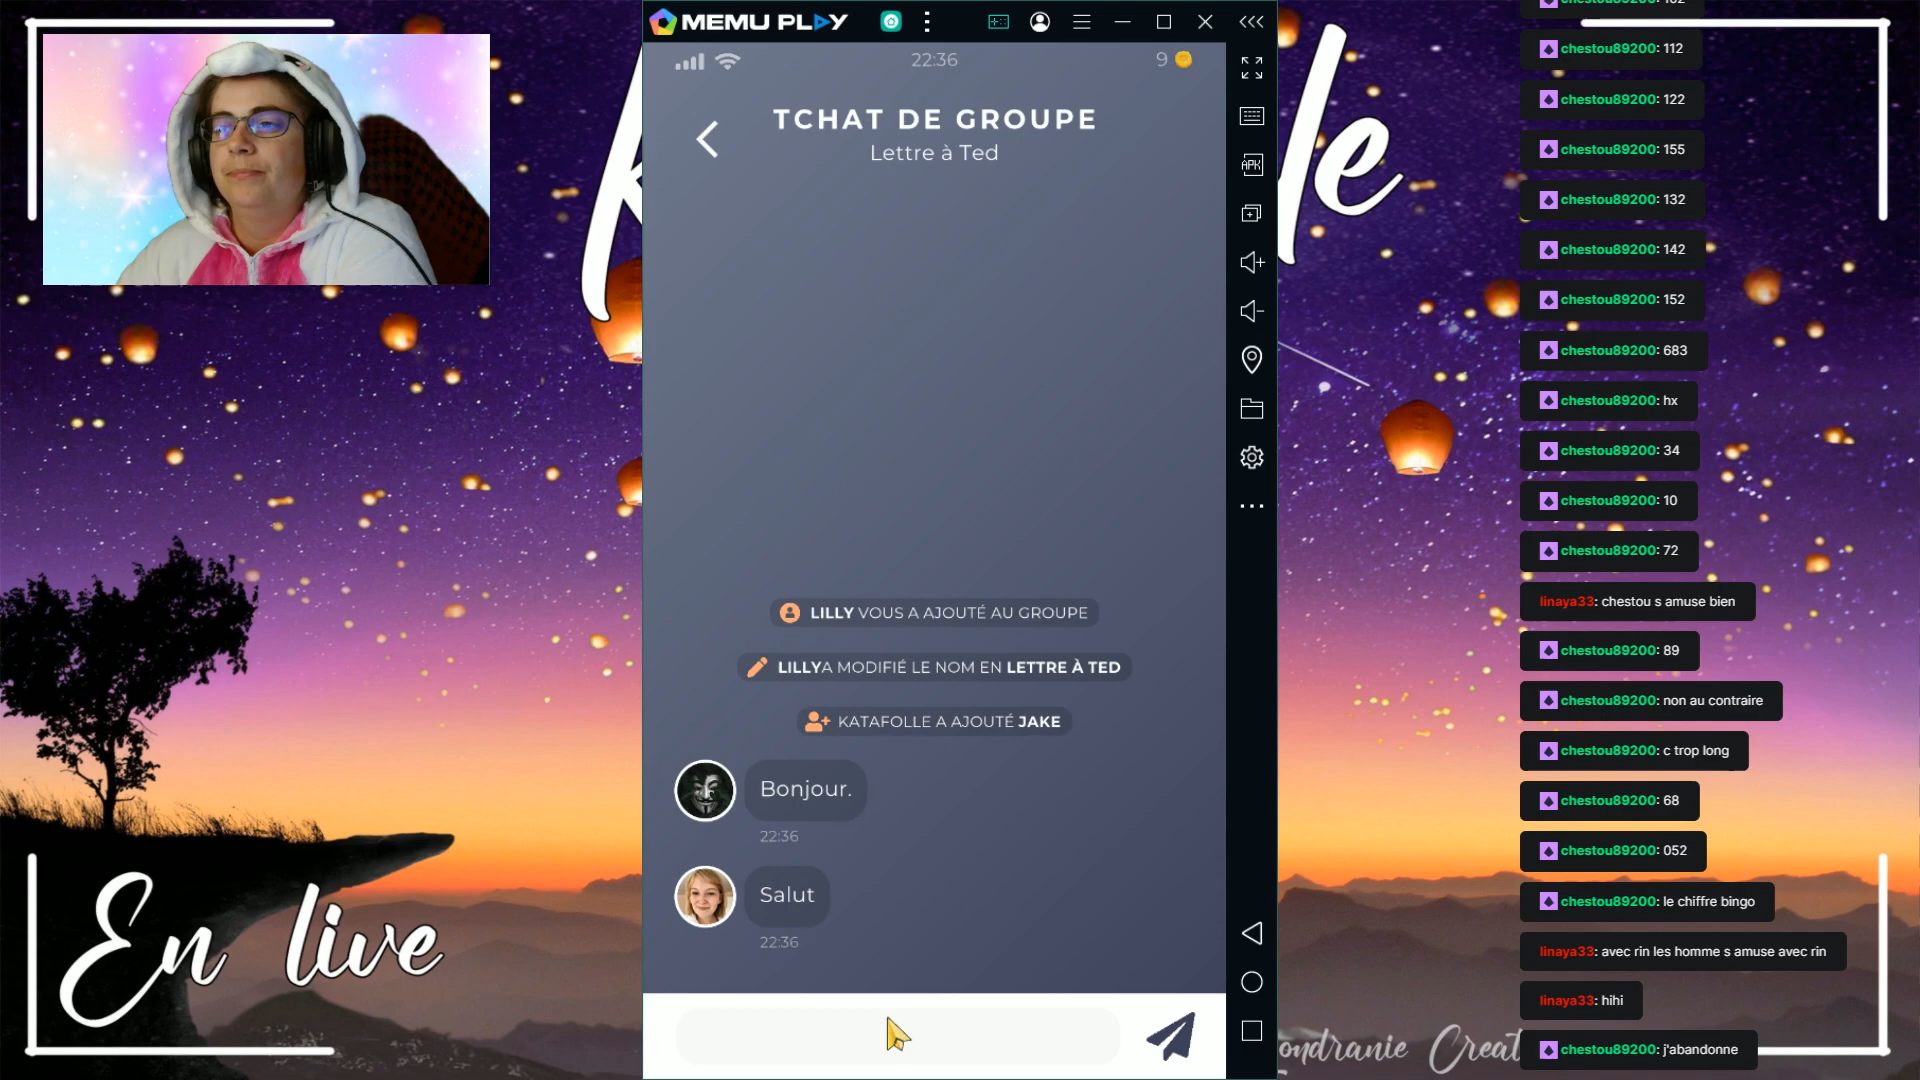 MEMU PLAY
22:36
9
TCHAT DE GROUPE
Lettre à Ted
LILLY VOUS A AJOUTÉ AU GROUPE
LILLYA MODIFIÉ LE NOM EN LETTRE À TED
KATAFOLLE A AJOUTÉ JAKE
Bonjour.
22:36
Salut
22:36
APK
le
En live
chestou89200: 112
chestou89200: 122
chestou89200: 155
chestou89200: 132
chestou89200: 142
chestou89200: 152
chestou89200: 683
chestou89200: hx
chestou89200: 34
chestou89200: 10
chestou89200: 72
linaya33: chestou s amuse bien
chestou89200: 89
chestou89200: non au contraire
chestou89200: c trop long
chestou89200: 68
chestou89200: 052
chestou89200: le chiffre bingo
linaya33: avec rin les homme s amuse avec rin
linaya33: hihi
chestou89200: j'abandonne
ondranie Creat